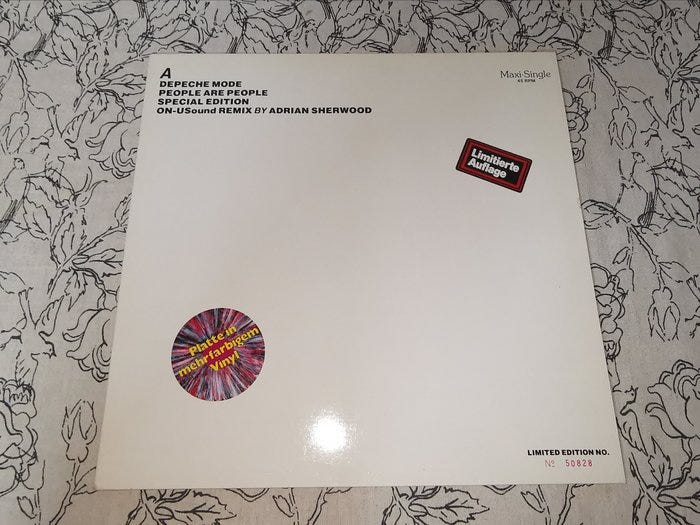 A
DEPECHE MODE
PEOPLE ARE PEOPLE
SPECIAL EDITION
ON-USound REMIX BY ADRIAN SHERWOOD
Maxi-Single
45 RPM
Limitierte
Auflage
Platte in
mehrfarbigem
Vinyl
LIMITED EDITION NO.
Nº 50828